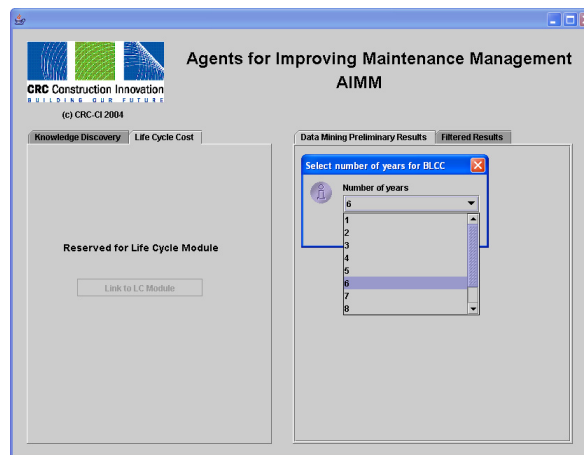 Agents for Improving Maintenance Management
AIMM
CRC Construction Innovation
BUILDING OUR FUTURE
(c) CRC-CI 2004
Knowledge Discovery
Life Cycle Cost
Data Mining Preliminary Results
Filtered Results
Select number of years for BLCC
Number of years
6
1
2
3
4
5
6
7
8
Reserved for Life Cycle Module
Link to LC Module